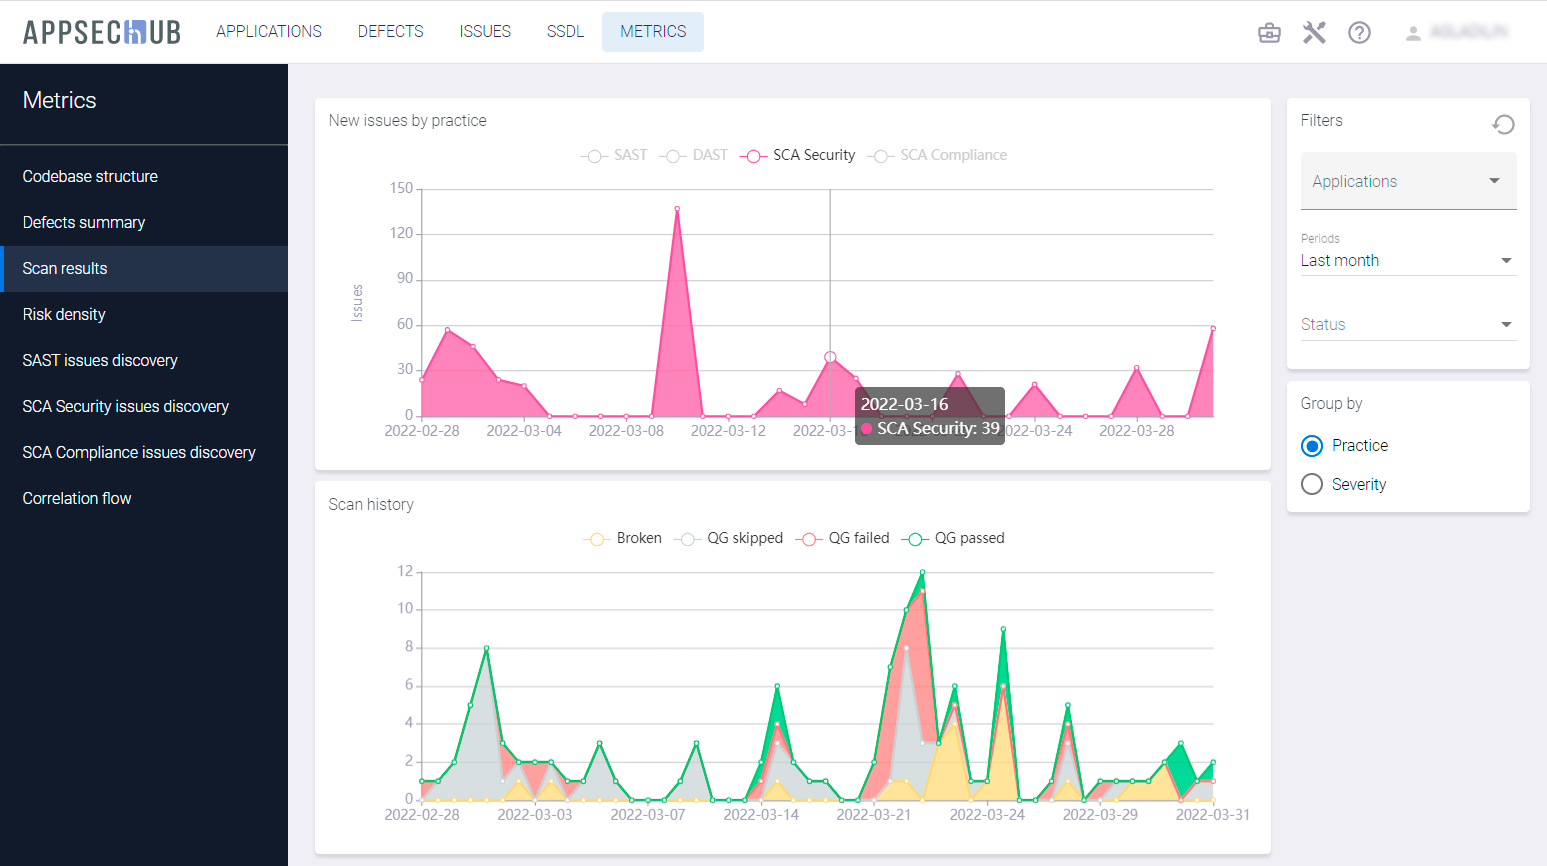 APPSECHUB APPLICATIONS DEFECTS ISSUES SSDL METRICS
Metrics
Codebase structure
Defects summary
Scan results
Risk density
SAST issues discovery
SCA Security issues discovery
SCA Compliance issues discovery
Correlation flow
New issues by practice
SAST DAST SCA Security SCA Compliance
150
120
90
60
30
0
Issues
2022-02-28 2022-03-04 2022-03-08 2022-03-12 2022-03-1 2022-03-24 2022-03-28
2022-03-16
SCA Security: 39
Scan history
Broken QG skipped QG failed QG passed
12
10
8
6
4
2
0
2022-02-28 2022-03-03 2022-03-07 2022-03-14 2022-03-21 2022-03-24 2022-03-29 2022-03-31
Filters
Applications
Periods
Last month
Status
Group by
Practice
Severity